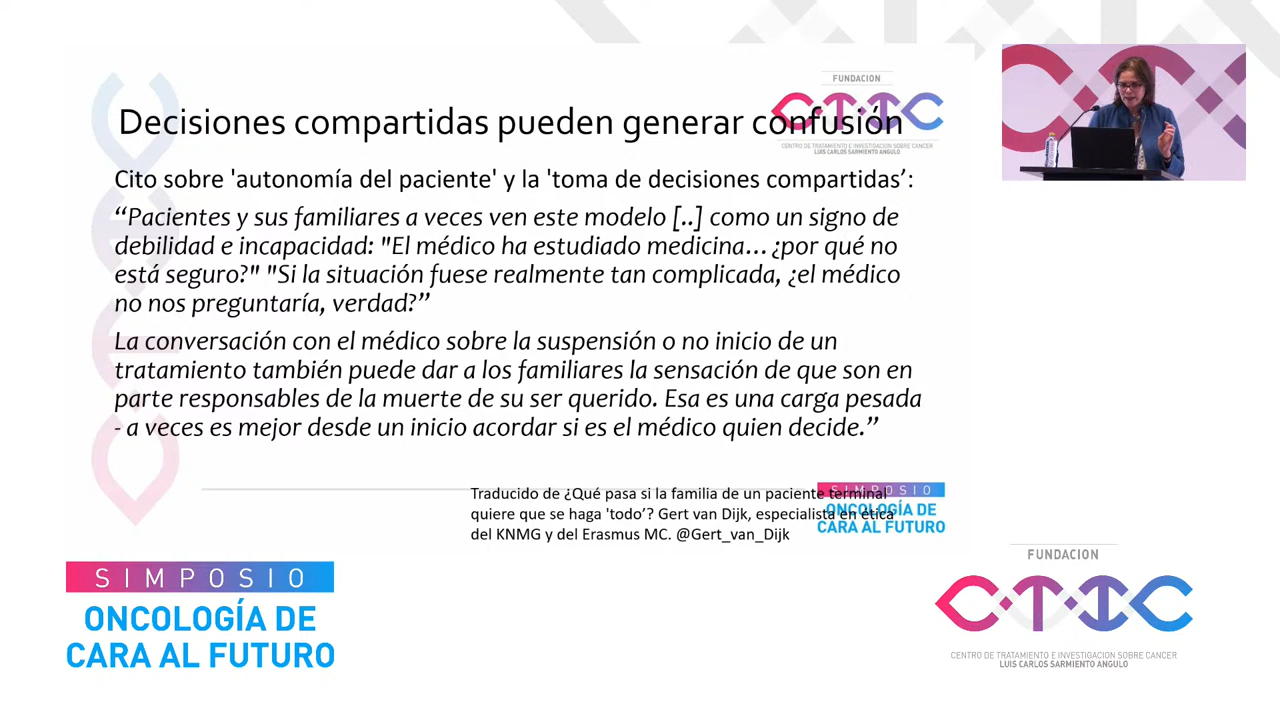 FUNDACION
CTIC
CENTRO DE TRATAMIENTO E INVESTIGACION SOBRE CANCER
LUIS CARLOS SARMIENTO ANGULO
Decisiones compartidas pueden generar confusión
Cito sobre 'autonomía del paciente' y la 'toma de decisiones compartidas’:
“Pacientes y sus familiares a veces ven este modelo [..] como un signo de
debilidad e incapacidad: "El médico ha estudiado medicina… ¿por qué no
está seguro?" "Si la situación fuese realmente tan complicada, ¿el médico
no nos preguntaría, verdad?”
La conversación con el médico sobre la suspensión o no inicio de un
tratamiento también puede dar a los familiares la sensación de que son en
parte responsables de la muerte de su ser querido. Esa es una carga pesada
- a veces es mejor desde un inicio acordar si es el médico quien decide.”
Traducido de ¿Qué pasa si la familia de un paciente terminal
quiere que se haga 'todo’? Gert van Dijk, especialista en ética
del KNMG y del Erasmus MC. @Gert_van_Dijk
SIMPOSIO
ONCOLOGÍA DE
CARA AL FUTURO
SIMPOSIO
ONCOLOGÍA DE
CARA AL FUTURO
FUNDACION
CTIC
CENTRO DE TRATAMIENTO E INVESTIGACION SOBRE CANCER
LUIS CARLOS SARMIENTO ANGULO